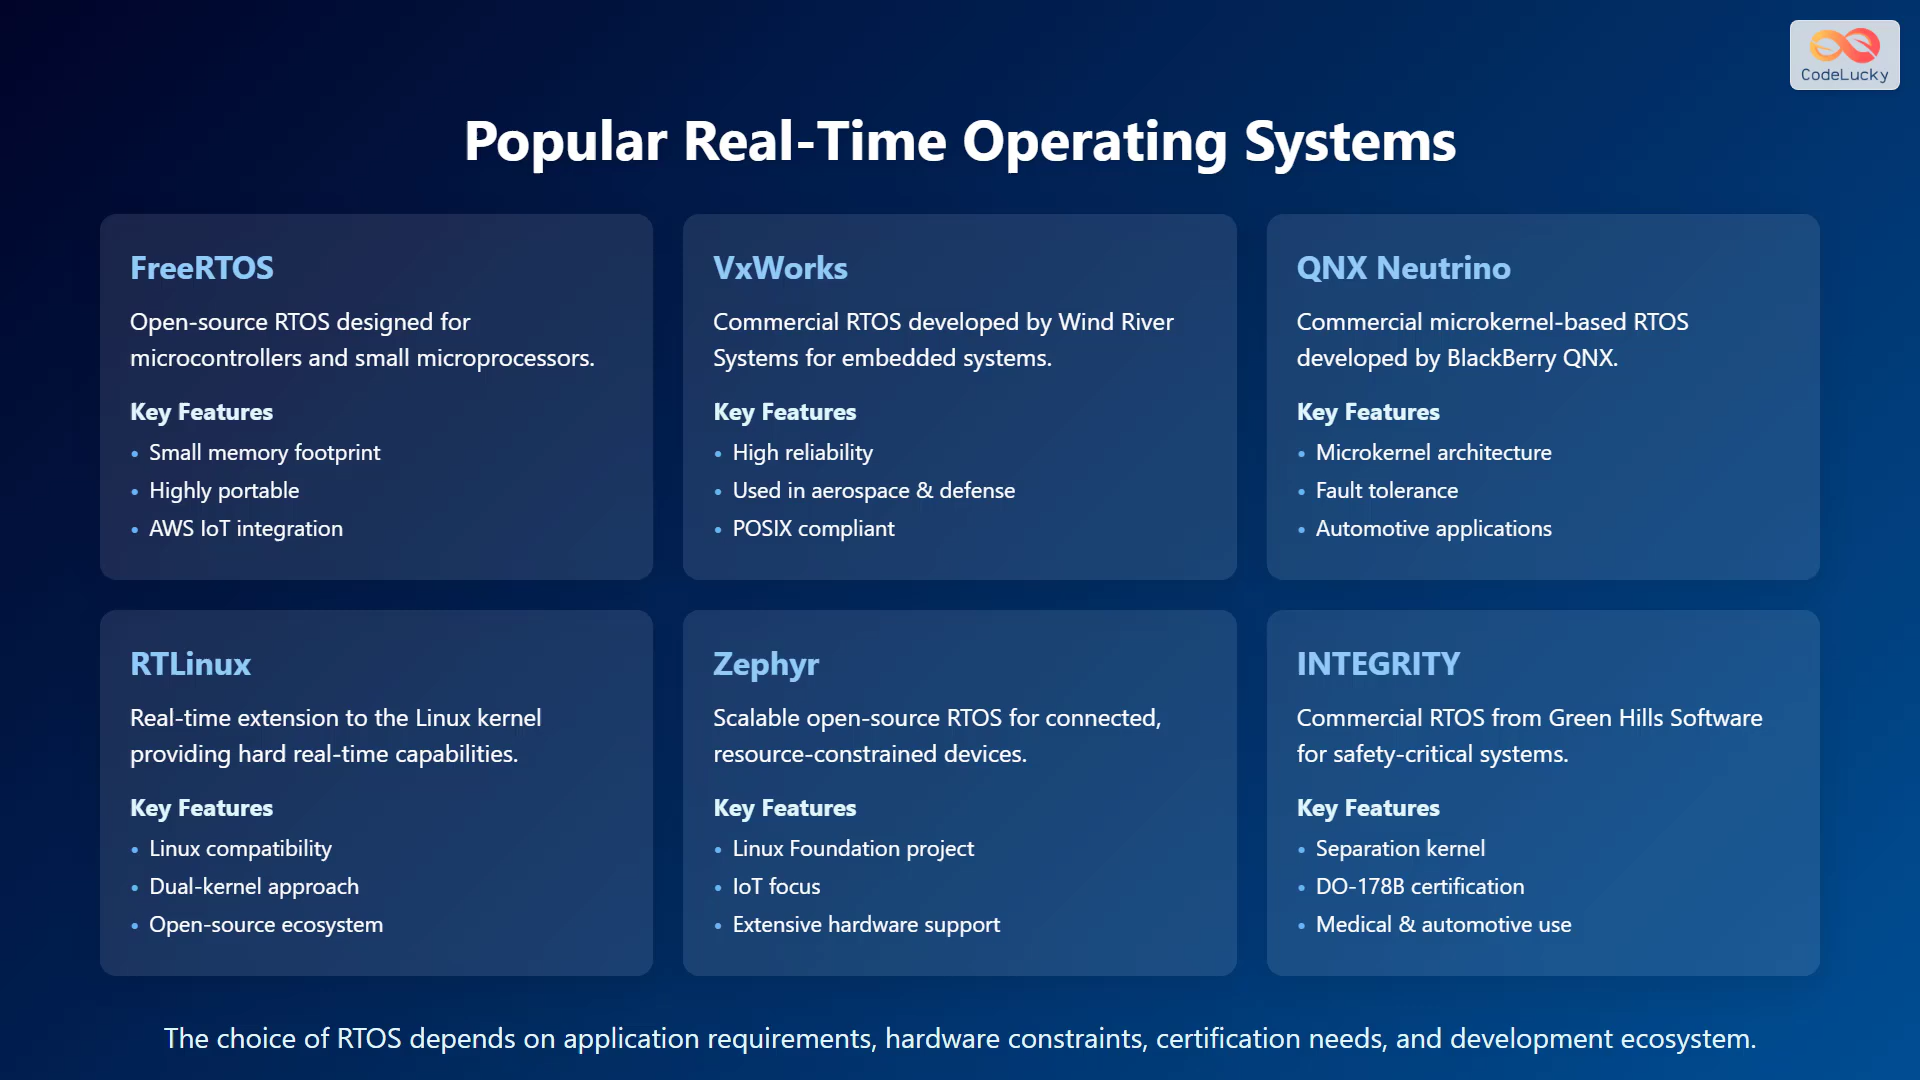 CodeLucky
Popular Real-Time Operating Systems
FreeRTOS
Open-source RTOS designed for
microcontrollers and small microprocessors.
Key Features
• Small memory footprint
• Highly portable
• AWS IoT integration
VxWorks
Commercial RTOS developed by Wind River
Systems for embedded systems.
Key Features
• High reliability
• Used in aerospace & defense
• POSIX compliant
QNX Neutrino
Commercial microkernel-based RTOS
developed by BlackBerry QNX.
Key Features
• Microkernel architecture
• Fault tolerance
• Automotive applications
RTLinux
Real-time extension to the Linux kernel
providing hard real-time capabilities.
Key Features
• Linux compatibility
• Dual-kernel approach
• Open-source ecosystem
Zephyr
Scalable open-source RTOS for connected,
resource-constrained devices.
Key Features
• Linux Foundation project
• IoT focus
• Extensive hardware support
INTEGRITY
Commercial RTOS from Green Hills Software
for safety-critical systems.
Key Features
• Separation kernel
• DO-178B certification
• Medical & automotive use
The choice of RTOS depends on application requirements, hardware constraints, certification needs, and development ecosystem.